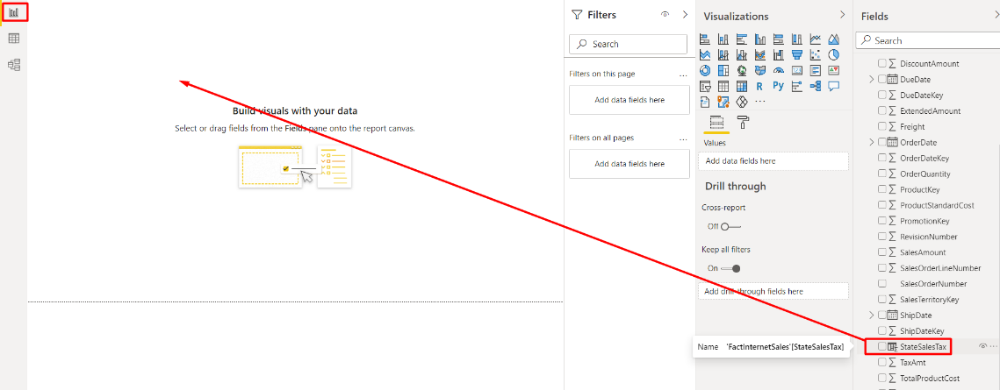 Build visuals with your data
Select or drag fields from the Fields pane onto the report canvas.
Filters
Search
Filters on this page
...
Add data fields here
Filters on all pages
...
Add data fields here
Visualizations
R
Py
...
Values
Add data fields here
Drill through
Cross-report
Off
Keep all filters
On
Add drill-through fields here
Name 'FactInternetSales'[StateSalesTax]
Fields
Search
DiscountAmount
DueDate
DueDateKey
ExtendedAmount
Freight
OrderDate
OrderDateKey
OrderQuantity
ProductKey
ProductStandardCost
PromotionKey
RevisionNumber
SalesAmount
SalesOrderLineNumber
SalesOrderNumber
SalesTerritoryKey
ShipDate
ShipDateKey
StateSalesTax
...
TaxAmt
TotalProductCost